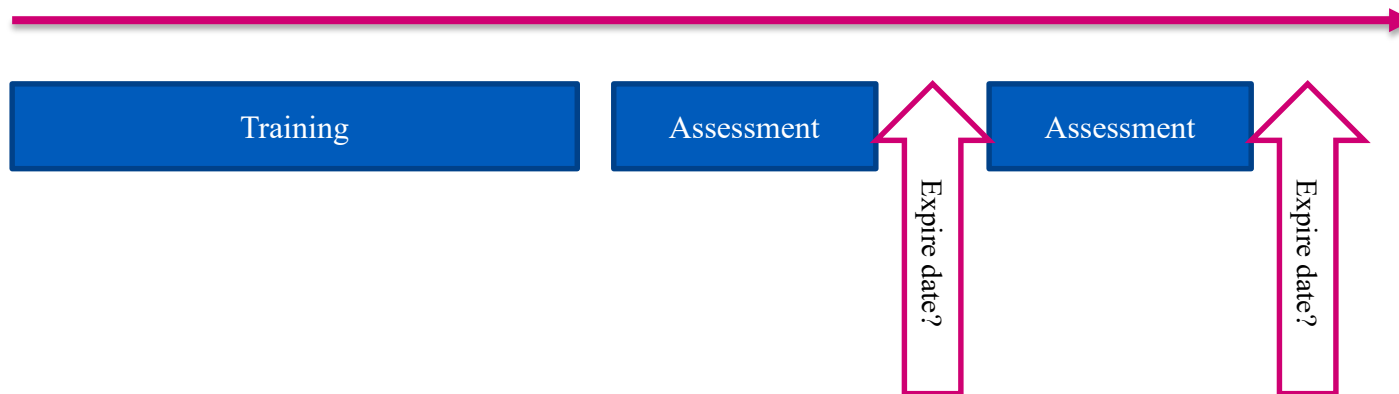 Training
Assessment
Expire date?
Assessment
Expire date?